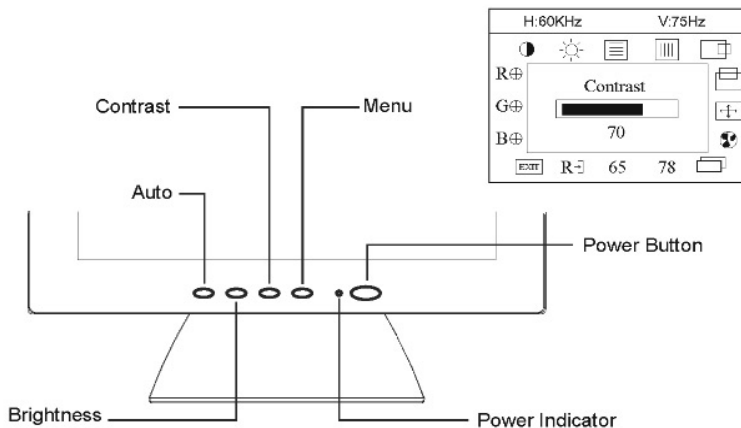 H:60KHz V:75Hz
R
Contrast
G
70
B
EXIT R 65 78
Contrast
Menu
Auto
Power Button
Brightness
Power Indicator